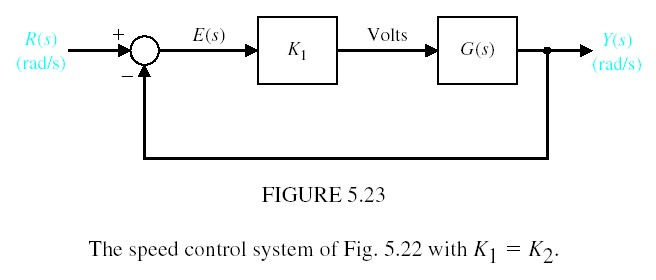 R(s)
(rad/s)
+
−
E(s)
K₁
Volts
G(s)
Y(s)
(rad/s)
FIGURE 5.23
The speed control system of Fig. 5.22 with K₁ = K₂.